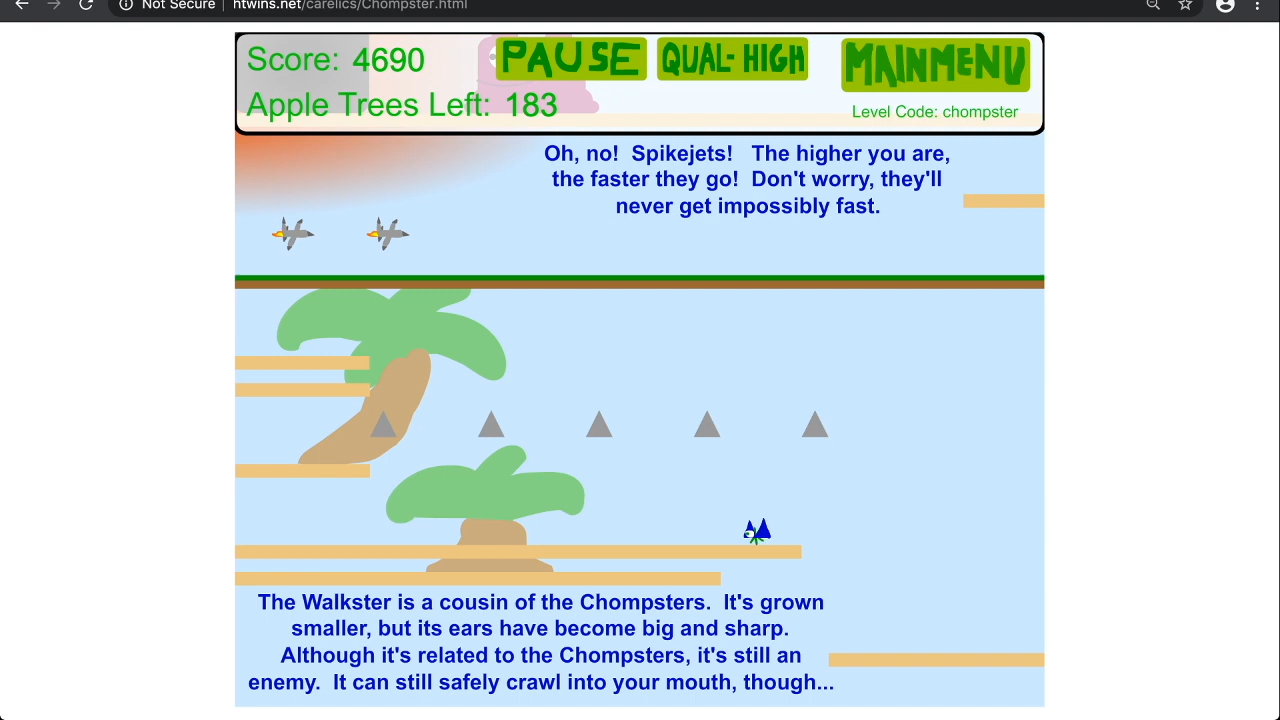 Not Secure | htwins.net/carelics/Chompster.html
Score: 4690
PAUSE
QUAL- HIGH
MAINMENU
Apple Trees Left: 183
Level Code: chompster
Oh, no! Spikejets! The higher you are,
the faster they go! Don't worry, they'll
never get impossibly fast.
The Walkster is a cousin of the Chompsters. It's grown
smaller, but its ears have become big and sharp.
Although it's related to the Chompsters, it's still an
enemy. It can still safely crawl into your mouth, though...